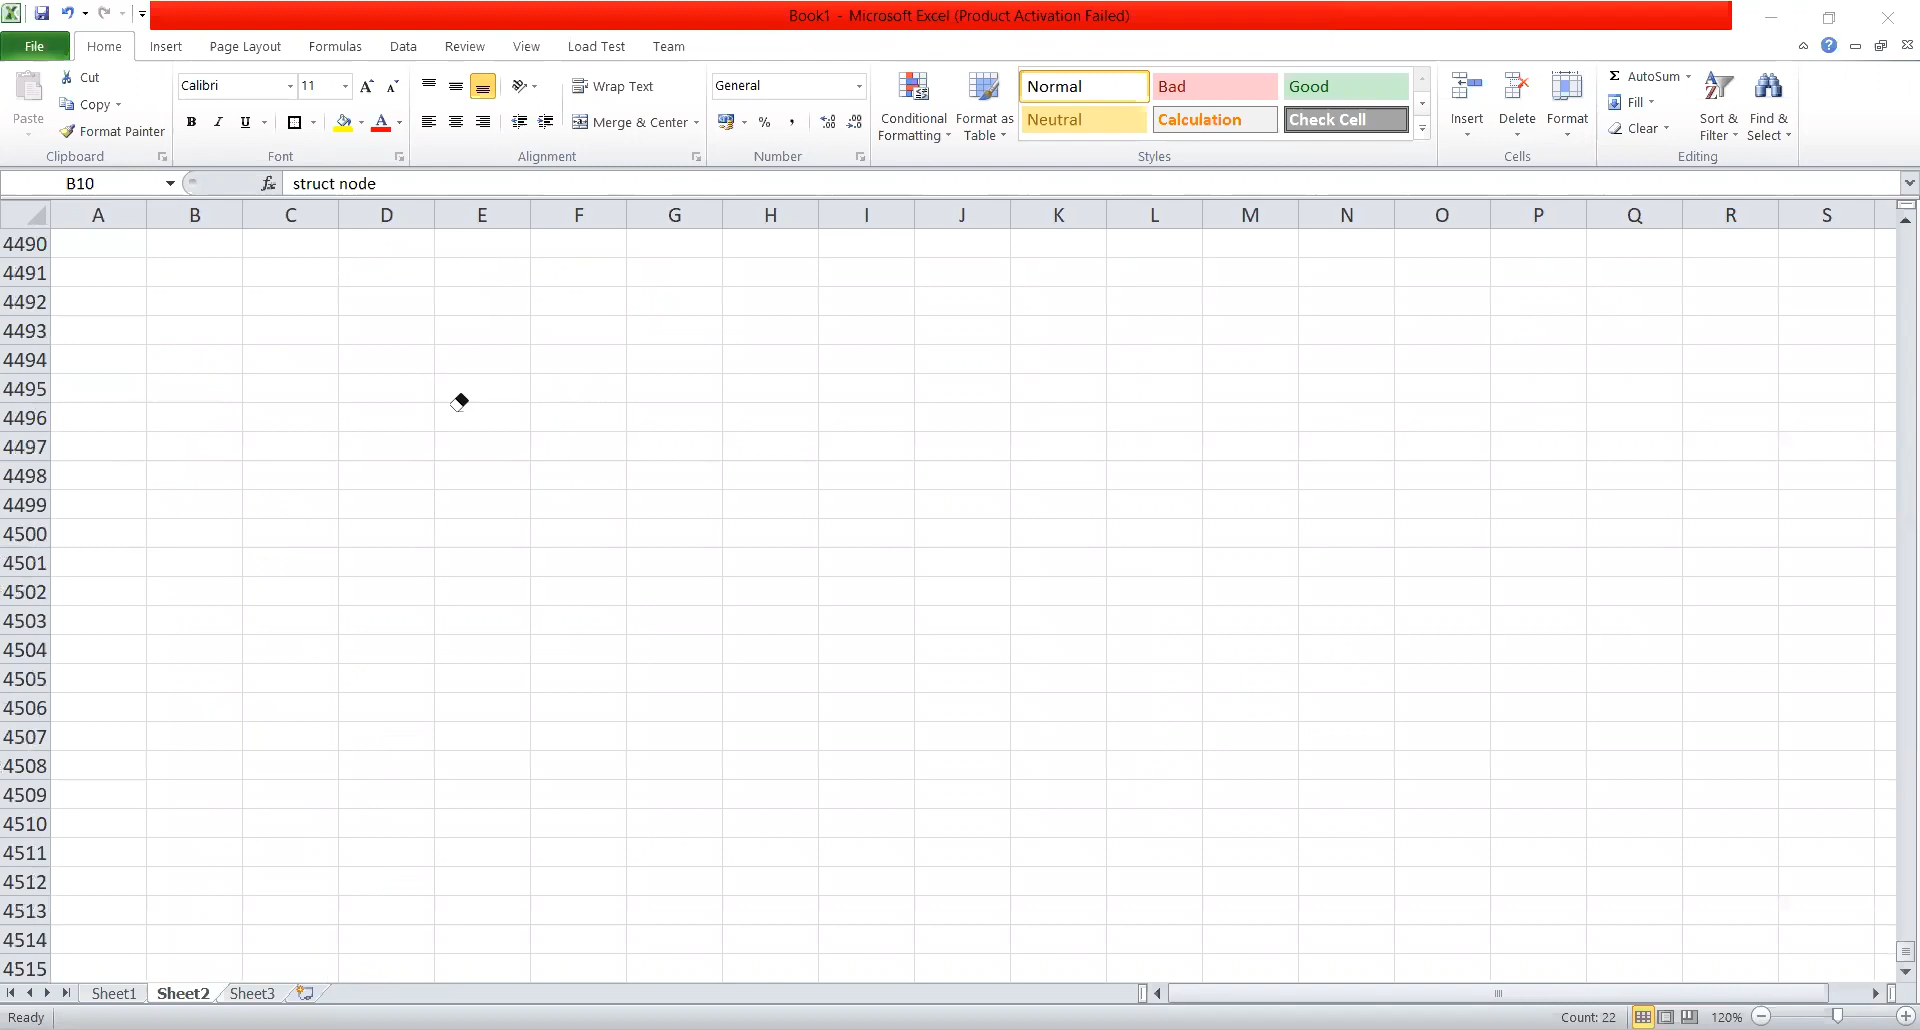 Book1 - Microsoft Excel (Product Activation Failed)
File Home Insert Page Layout Formulas Data Review View Load Test Team
Paste
Cut
Copy
Format Painter
Clipboard
Calibri 11
B I U
Font
Wrap Text
Merge & Center
Alignment
General
%
Number
Conditional Formatting
Format as Table
Normal Bad Good
Neutral Calculation Check Cell
Styles
Insert Delete Format
Cells
Σ AutoSum
Fill
Clear
Sort & Filter
Find & Select
Editing
B10 fx struct node
A B C D E F G H I J K L M N O P Q R S
4490
4491
4492
4493
4494
4495
4496
4497
4498
4499
4500
4501
4502
4503
4504
4505
4506
4507
4508
4509
4510
4511
4512
4513
4514
4515
Sheet1 Sheet2 Sheet3
Ready Count: 22 120%